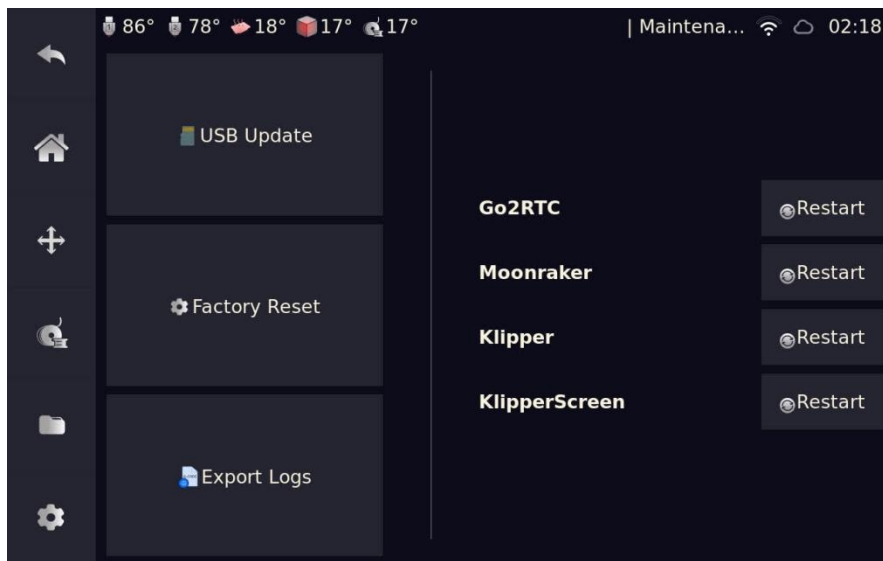 86° 78° 18° 17° 17° | Maintena... 02:18
USB Update
Factory Reset
Export Logs
Go2RTC Restart
Moonraker Restart
Klipper Restart
KlipperScreen Restart